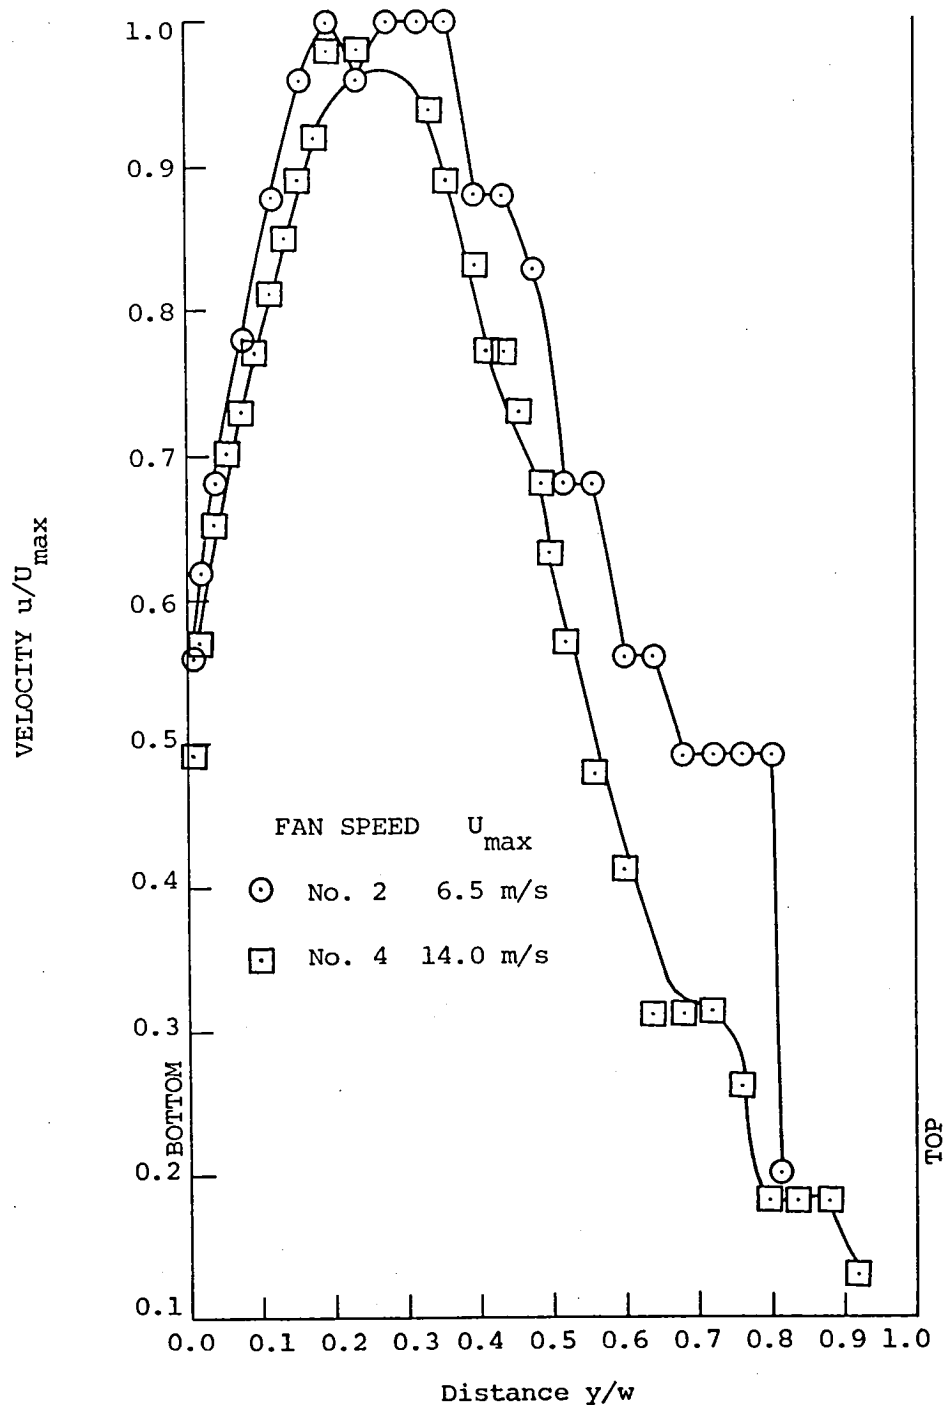 1.0
0.9
0.8
0.7
0.6
0.5
0.4
0.3
0.2
0.1
VELOCITY u/Umax
BOTTOM
TOP
FAN SPEED Umax
No. 2 6.5 m/s
No. 4 14.0 m/s
0.0 0.1 0.2 0.3 0.4 0.5 0.6 0.7 0.8 0.9 1.0
Distance y/w